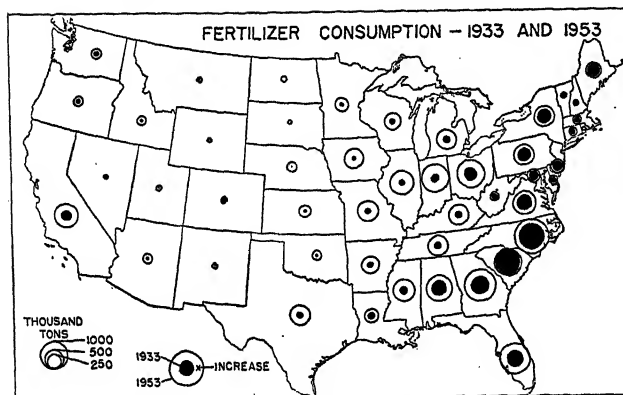 FERTILIZER CONSUMPTION – 1933 AND 1953
THOUSAND
TONS
1000
500
250
1933
INCREASE
1953